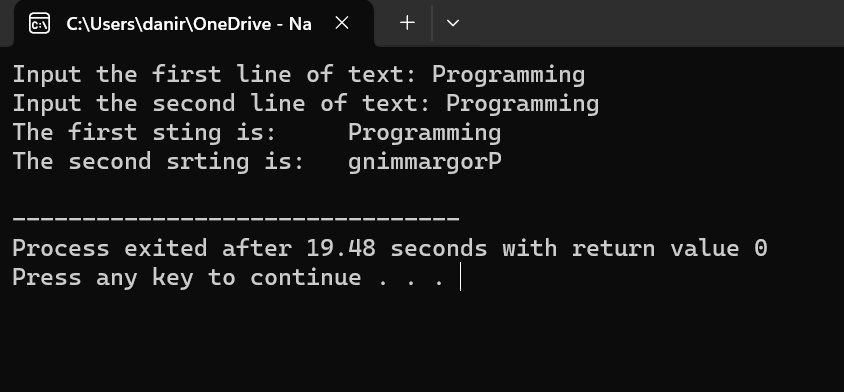 C:\Users\danir\OneDrive - Na
Input the first line of text: Programming
Input the second line of text: Programming
The first sting is:     Programming
The second srting is:   gnimmargorP
--------------------------------
Process exited after 19.48 seconds with return value 0
Press any key to continue . . .